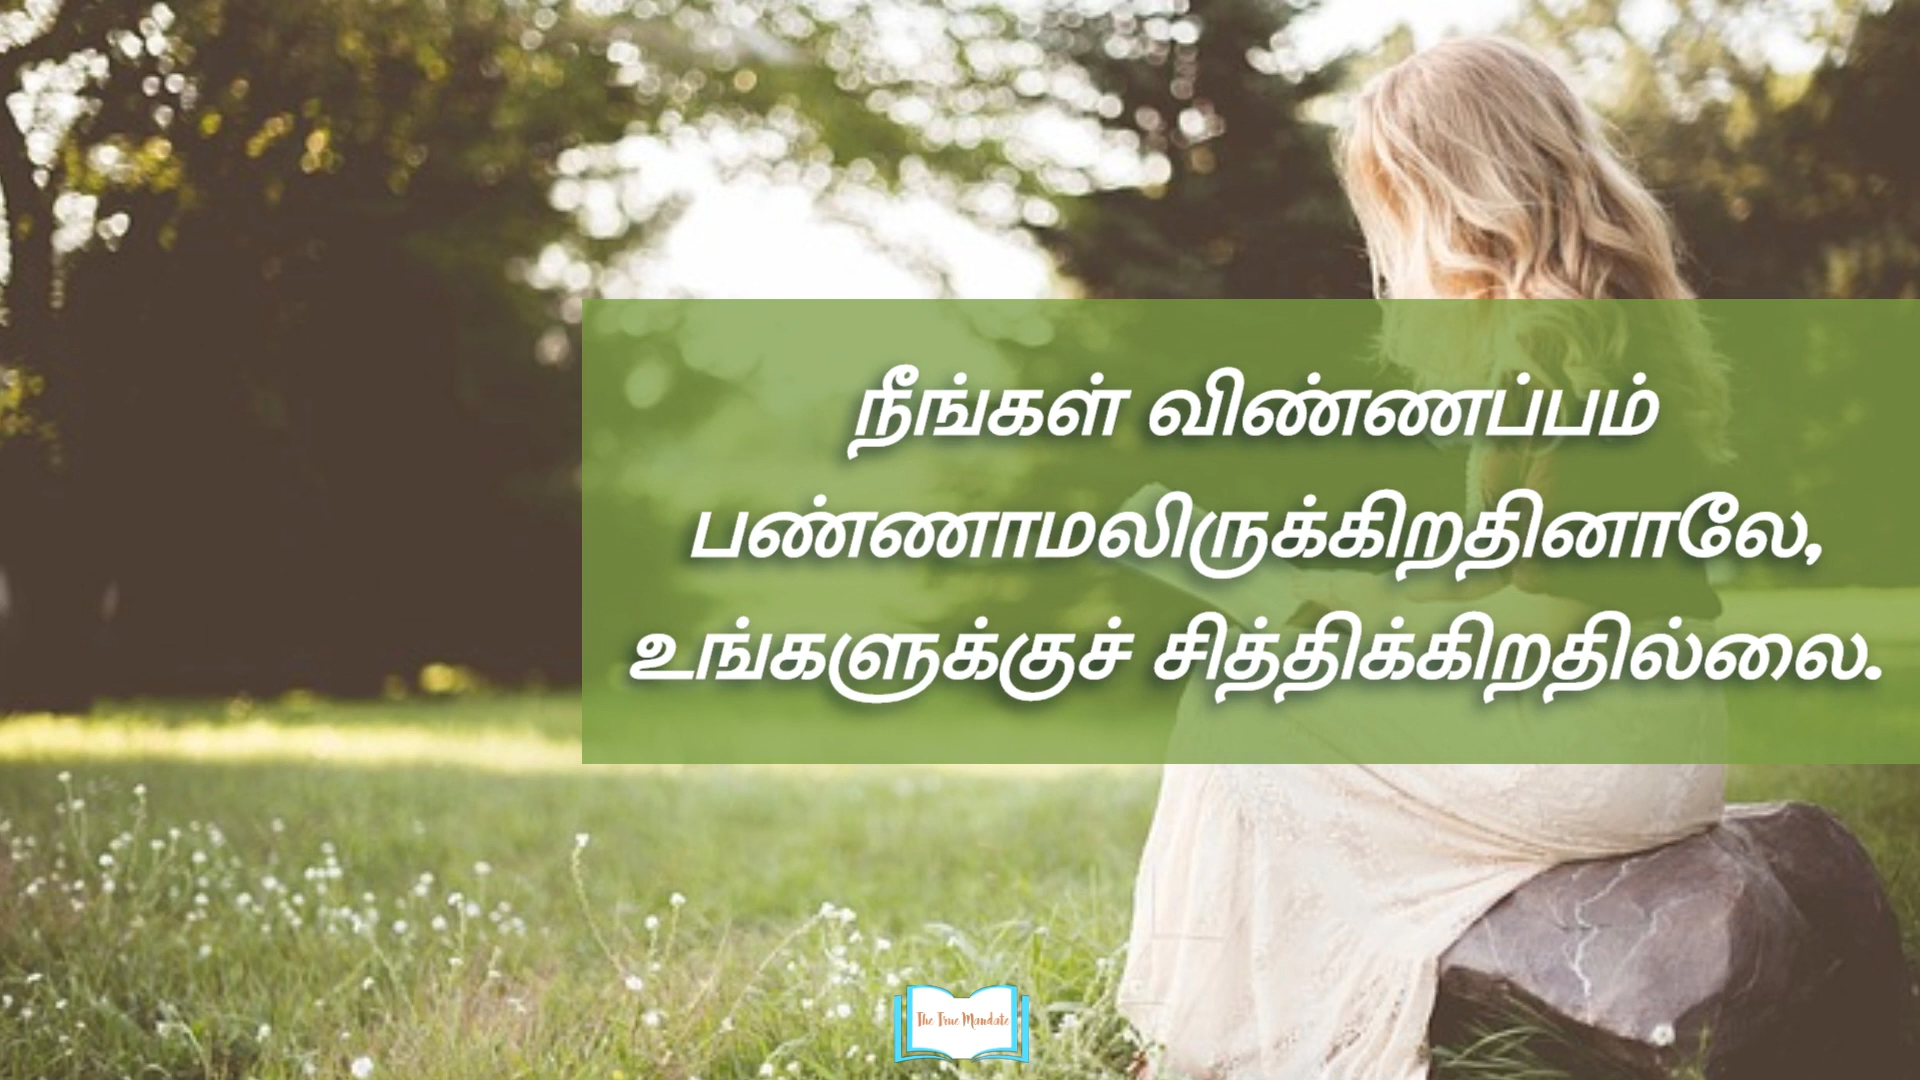 நீங்கள் விண்ணப்பம்
பண்ணாமலிருக்கிறதினாலே,
உங்களுக்குச் சித்திக்கிறதில்லை.
The True Mandate